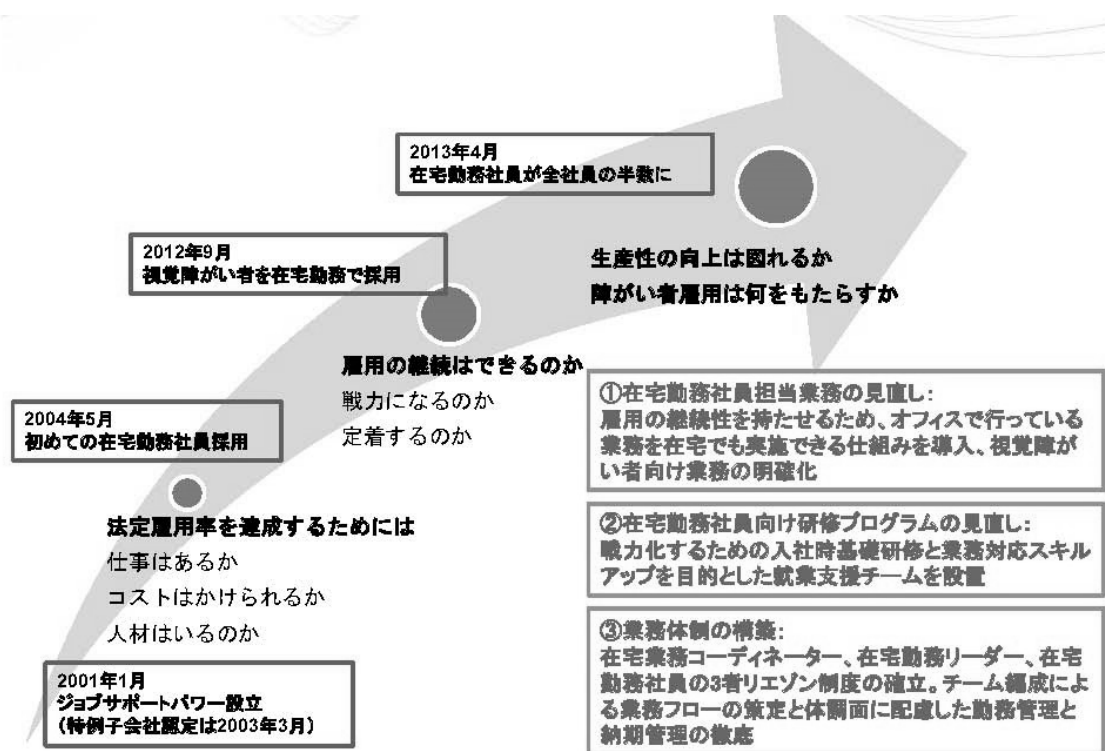 2013年4月
在宅勤務社員が全社員の半数に
2012年9月
視覚障がい者を在宅勤務で採用
生産性の向上は図れるか
障がい者雇用は何をもたらすか
雇用の継続はできるのか
戦力になるのか
定着するのか
2004年5月
初めての在宅勤務社員採用
法定雇用率を達成するためには
仕事はあるか
コストはかけられるか
人材はいるのか
2001年1月
ジョブサポートパワー設立
(特例子会社認定は2003年3月)
①在宅勤務社員担当業務の見直し:
雇用の継続性を持たせるため、オフィスで行っている
業務を在宅でも実施できる仕組みを導入、視覚障が
い者向け業務の明確化
②在宅勤務社員向け研修プログラムの見直し:
戦力化するための入社時基礎研修と業務対応スキル
アップを目的とした就業支援チームを設置
③業務体制の構築:
在宅業務コーディネーター、在宅勤務リーダー、在宅
勤務社員の3者リエゾン制度の確立。チーム編成によ
る業務フローの策定と体調面に配慮した勤務管理と
納期管理の徹底